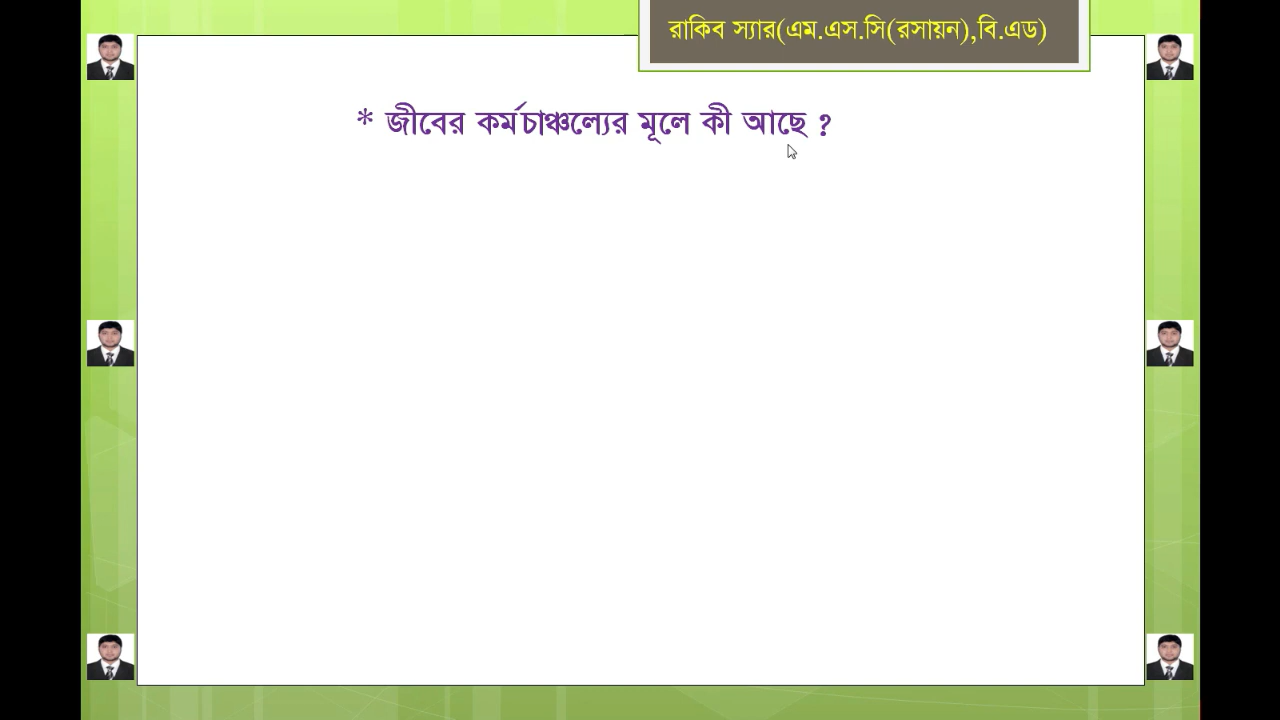 রাকিব স্যার(এম.এস.সি(রসায়ন),বি.এড)
* জীবের কর্মচাঞ্চল্যের মূলে কী আছে ?